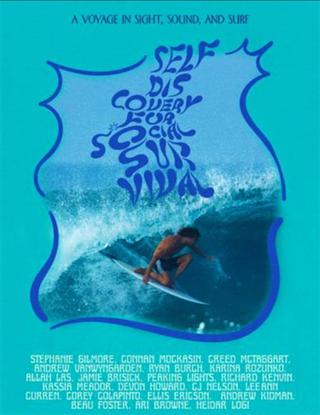 A VOYAGE IN SIGHT, SOUND, AND SURF
SELF
DIS
COVERY
FOR
SOCIAL
SUR
VIVAL
STEPHANIE GILMORE, CONNAN MOCKASIN, CREED MCTAGGART,
ANDREW VANWYNGARDEN, RYAN BURCH, KARINA ROZUNKO,
ALLAH LAS, JAMIE BRISICK, PEAKING LIGHTS, RICHARD KENVIN,
KASSIA MEADOR, DEVON HOWARD, CJ NELSON, LEEANN
CURREN, COREY COLAPINTO, ELLIS ERICSON, ANDREW KIDMAN,
BEAU FOSTER, ARI BROWNE, HEIDAR LOGI